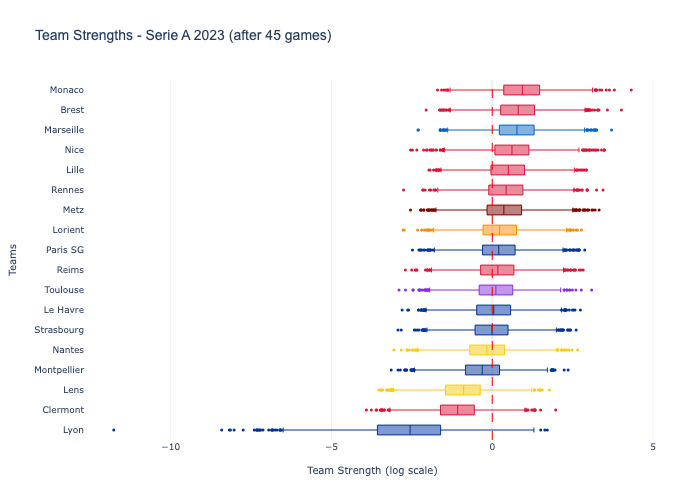 Team Strengths - Serie A 2023 (after 45 games)
Monaco
Brest
Marseille
Nice
Lille
Rennes
Metz
Lorient
Paris SG
Reims
Toulouse
Le Havre
Strasbourg
Nantes
Montpellier
Lens
Clermont
Lyon
Teams
−10 −5 0 5
Team Strength (log scale)